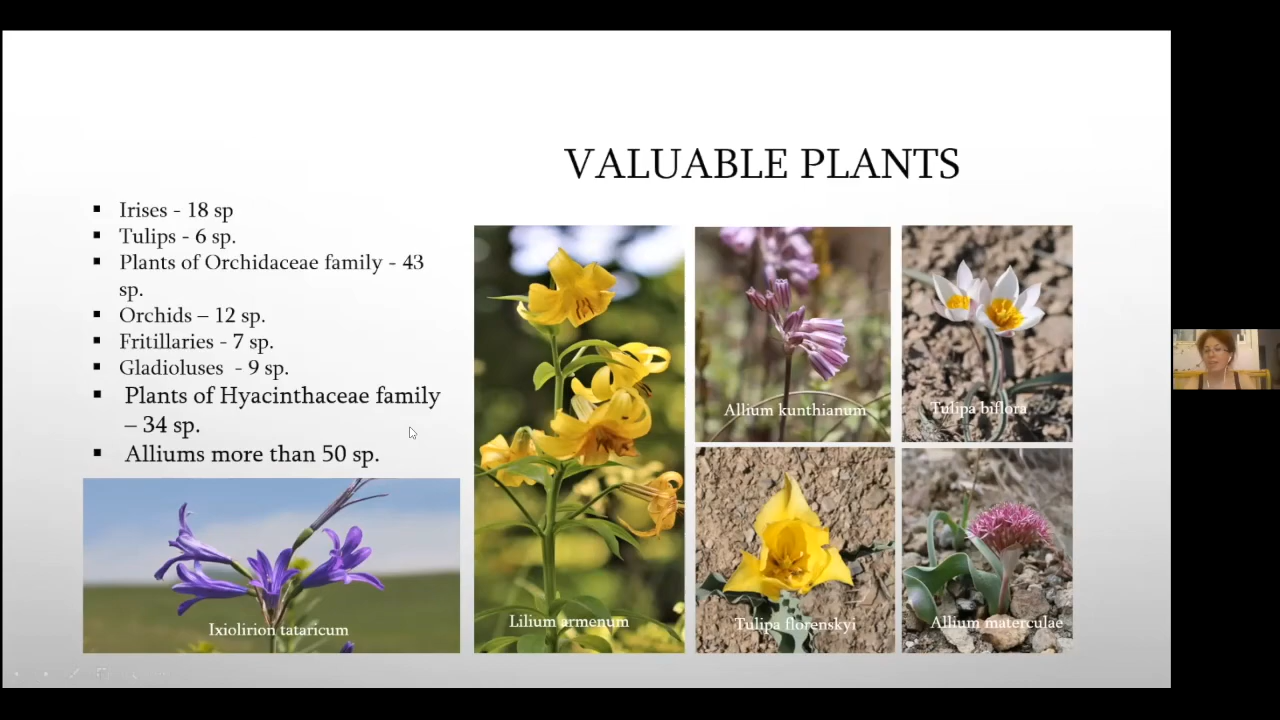 VALUABLE PLANTS
Irises - 18 sp
Tulips - 6 sp.
Plants of Orchidaceae family - 43
sp.
Orchids – 12 sp.
Fritillaries - 7 sp.
Gladioluses - 9 sp.
Plants of Hyacinthaceae family
– 34 sp.
Alliums more than 50 sp.
Ixiolirion tataricum
Lilium armenum
Allium kunthianum
Tulipa biflora
Tulipa florenskyi
Allium materculae